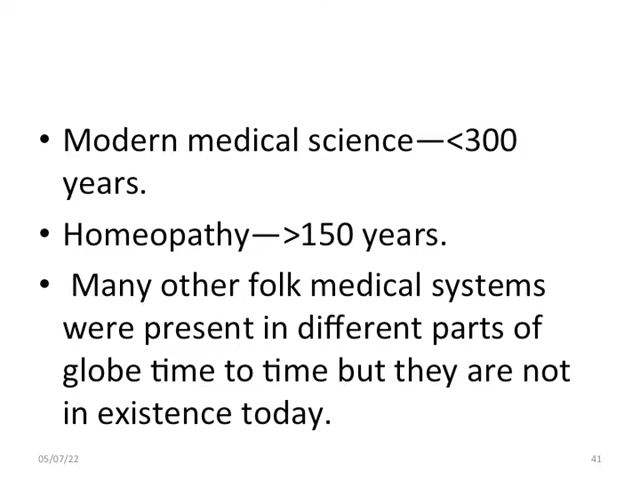 • Modern medical science—<300
years.
• Homeopathy—>150 years.
• Many other folk medical systems
were present in different parts of
globe time to time but they are not
in existence today.
05/07/22 41